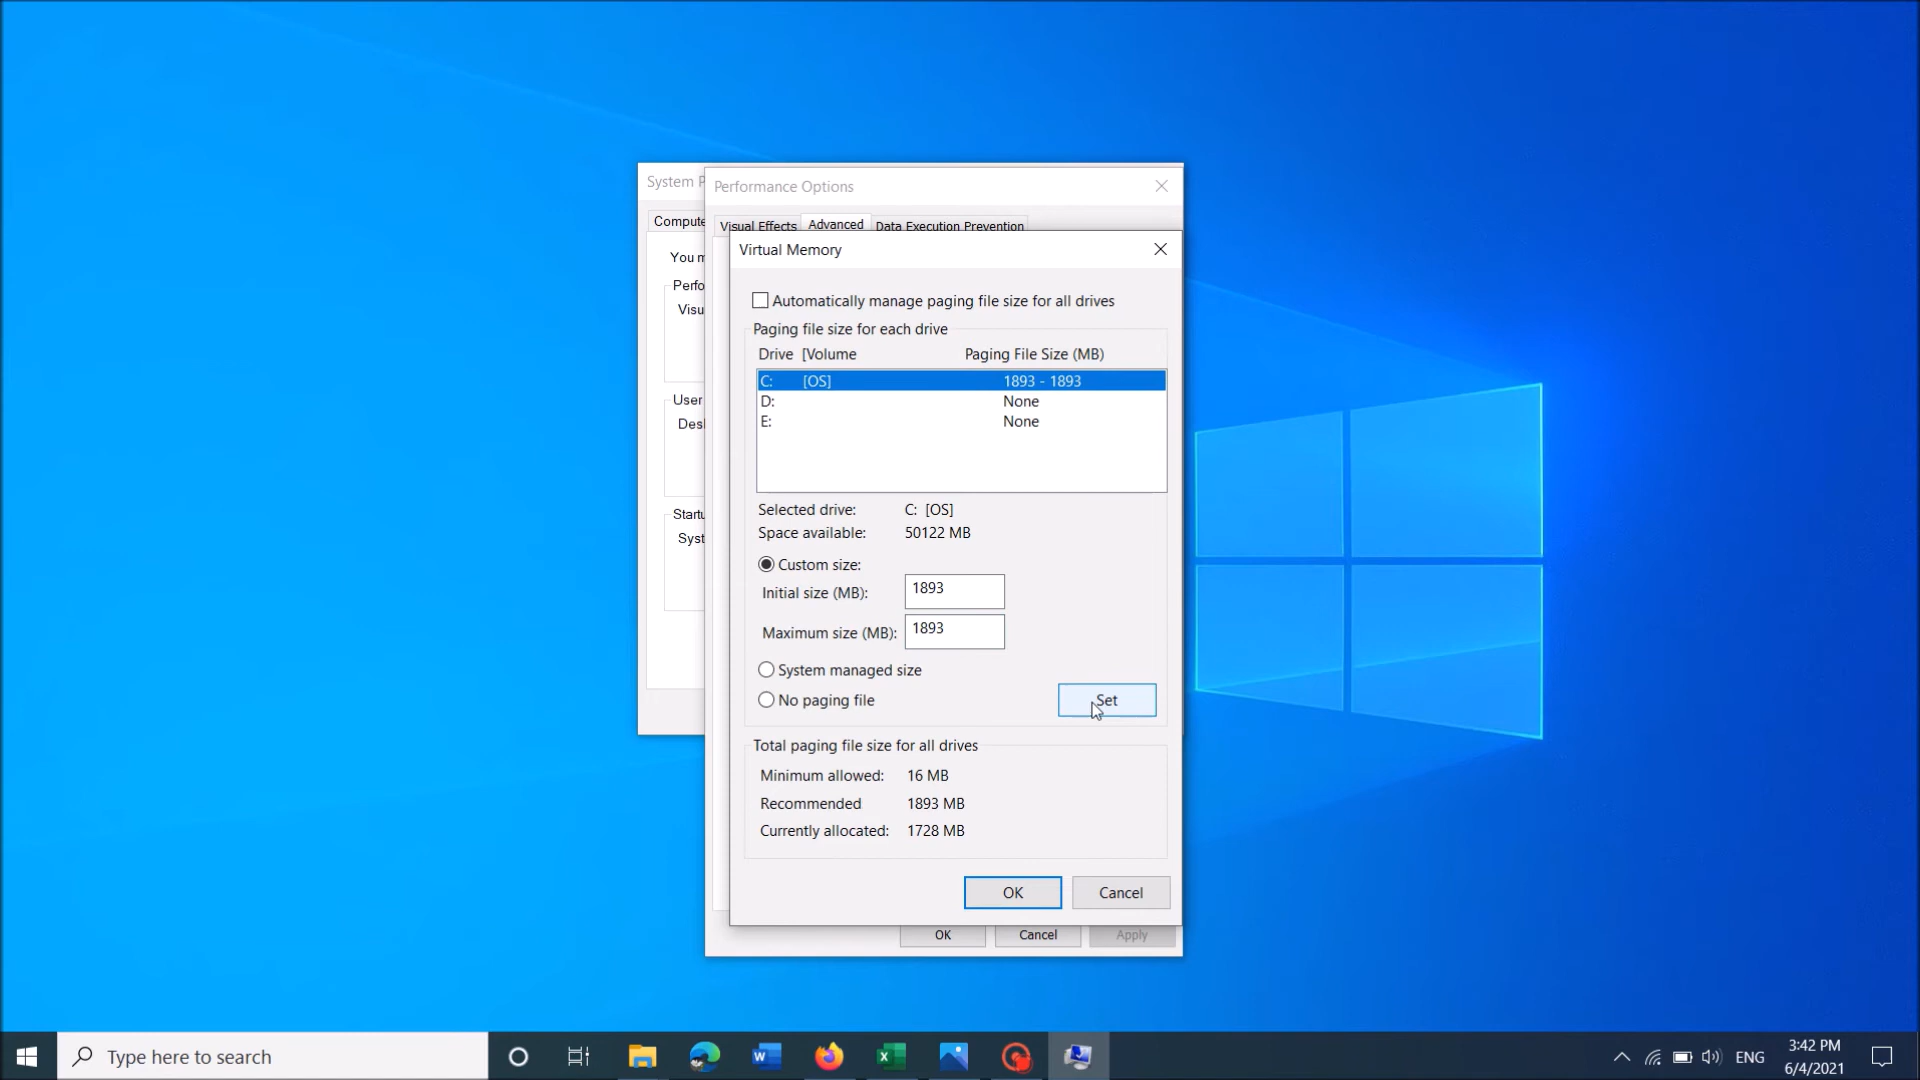 System P
Performance Options
Compute
Visual Effects Advanced Data Execution Prevention
You m
Perfo
Visu
User
Desl
Startu
Syst
Virtual Memory
Automatically manage paging file size for all drives
Paging file size for each drive
Drive [Volume Paging File Size (MB)
C: [OS] 1893 - 1893
D: None
E: None
Selected drive: C: [OS]
Space available: 50122 MB
Custom size:
Initial size (MB): 1893
Maximum size (MB): 1893
System managed size
No paging file Set
Total paging file size for all drives
Minimum allowed: 16 MB
Recommended 1893 MB
Currently allocated: 1728 MB
OK Cancel
OK Cancel Apply
Type here to search
ENG
3:42 PM
6/4/2021